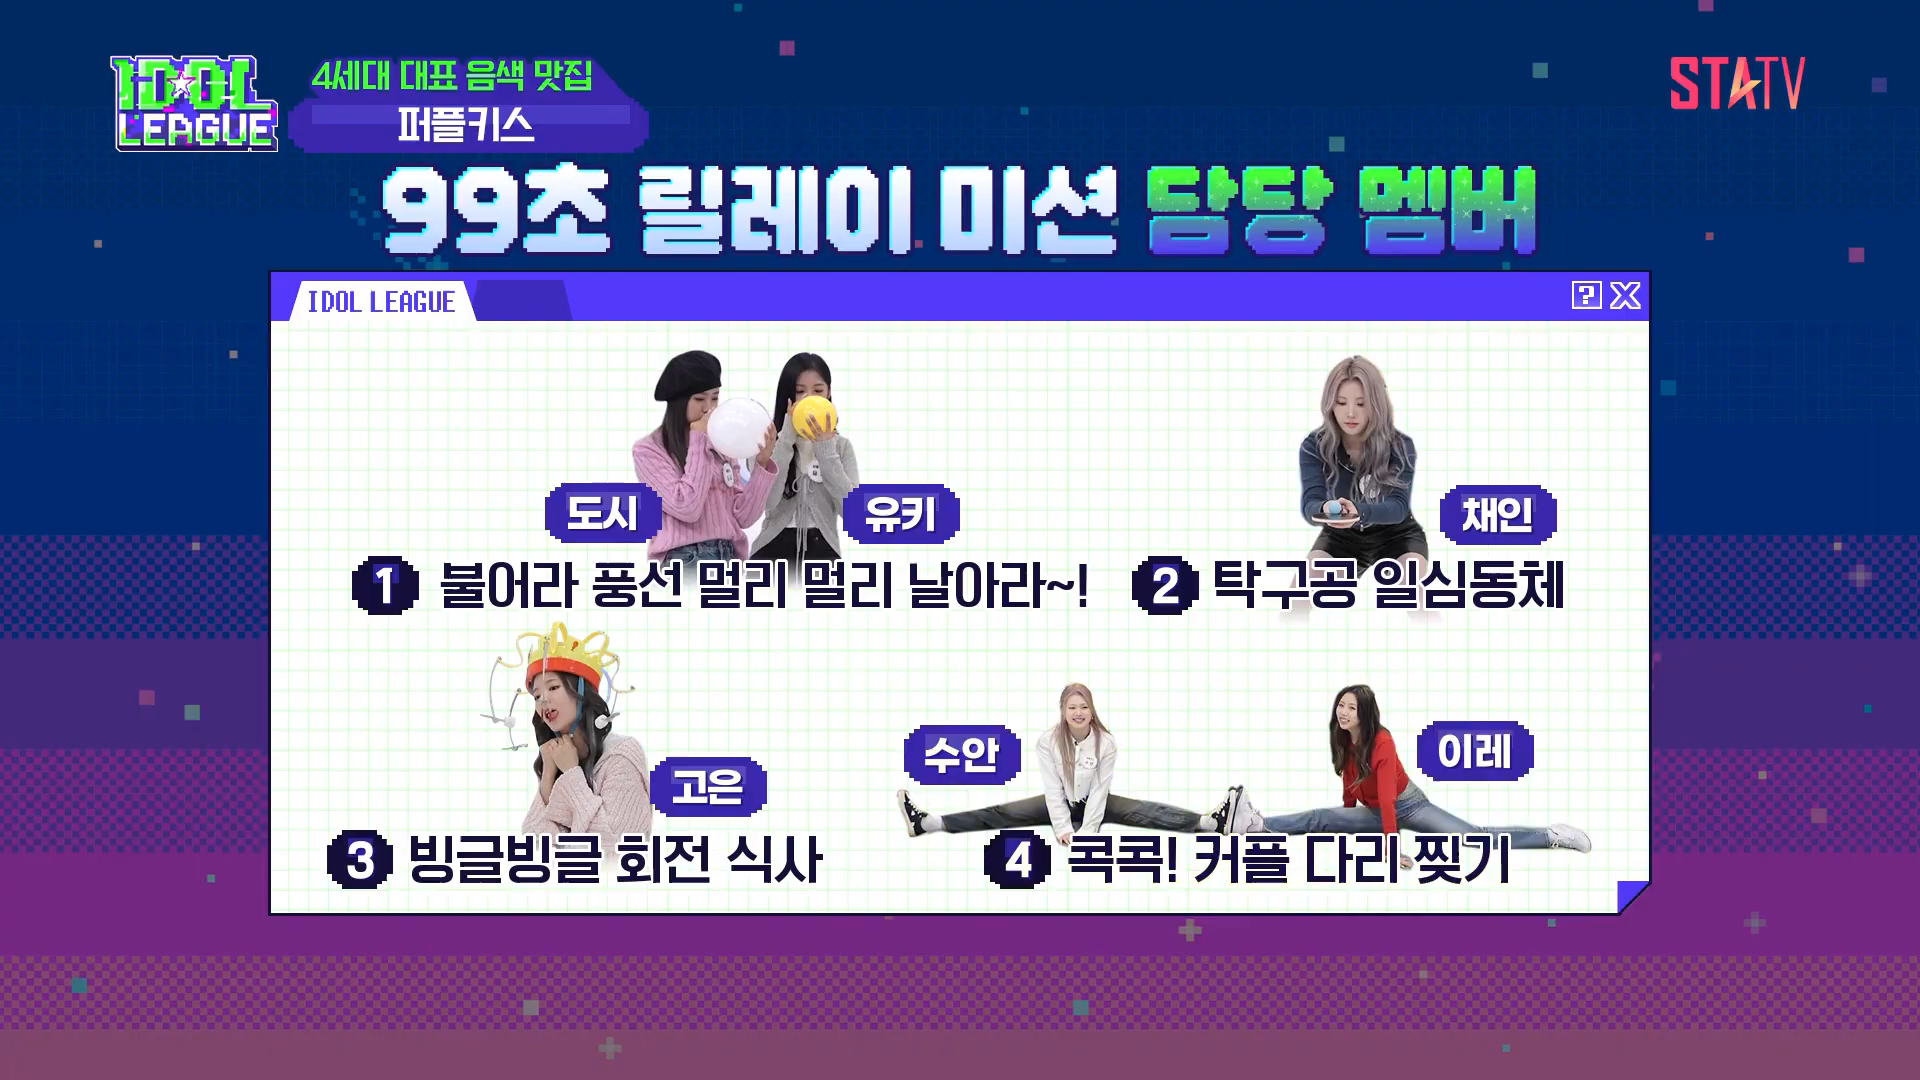 IDOL LEAGUE
4세대 대표 음색 맛집
퍼플키스
STATV
99초 릴레이 미션 담당 멤버
IDOL LEAGUE
? X
도시
유키
채인
1 불어라 풍선 멀리 멀리 날아라~!
2 탁구공 일심동체
고은
수안
이레
3 빙글빙글 회전 식사
4 콕콕! 커플 다리 찢기